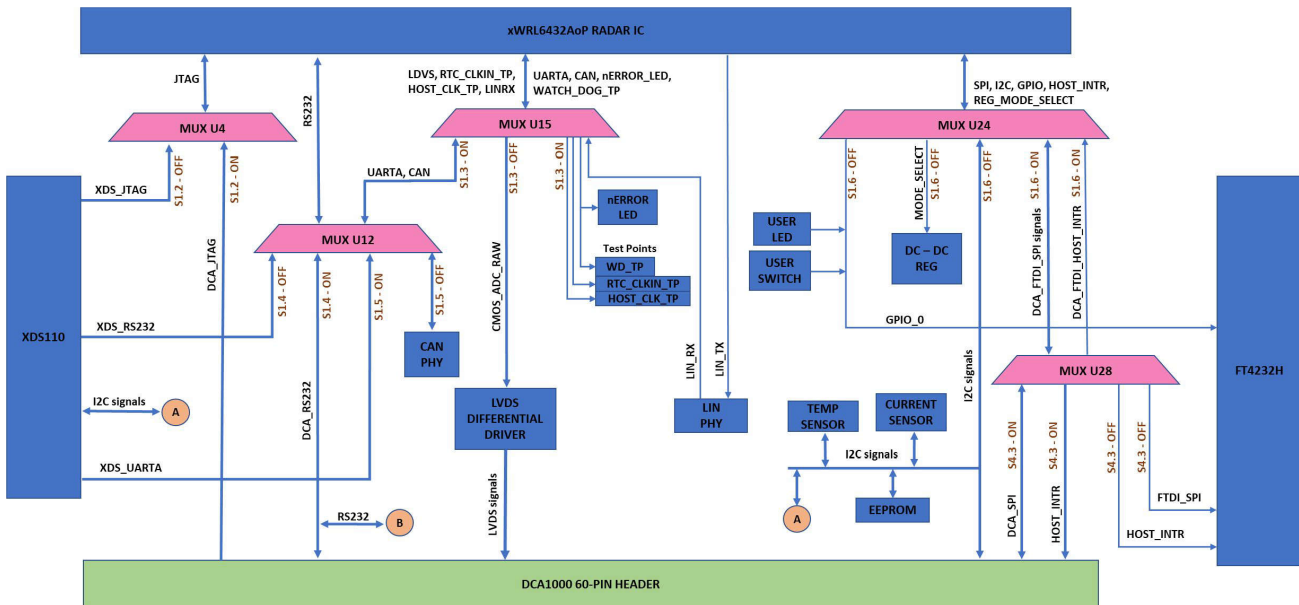 xWRL6432AoP RADAR IC
JTAG
RS232
LDVS, RTC_CLKIN_TP,
HOST_CLK_TP, LINRX
UARTA, CAN, nERROR_LED,
WATCH_DOG_TP
SPI, I2C, GPIO, HOST_INTR,
REG_MODE_SELECT
MUX U4
MUX U15
MUX U24
S1.2 - OFF
S1.2 - ON
S1.3 - ON
S1.3 - OFF
S1.3 - ON
S1.6 - OFF
MODE_SELECT
S1.6 - OFF
S1.6 - OFF
S1.6 - ON
S1.6 - ON
UARTA, CAN
XDS_JTAG
nERROR
LED
USER
LED
USER
SWITCH
DC – DC
REG
MUX U12
Test Points
WD_TP
RTC_CLKIN_TP
HOST_CLK_TP
DCA_JTAG
S1.4 - OFF
S1.4 - ON
S1.5 - ON
S1.5 - OFF
CMOS_ADC_RAW
LIN_RX
LIN_TX
I2C signals
DCA_FTDI_SPI signals
DCA_FTDI_HOST_INTR
GPIO_0
XDS110
XDS_RS232
CAN
PHY
FT4232H
MUX U28
I2C signals
A
DCA_RS232
LVDS
DIFFERENTIAL
DRIVER
LIN
PHY
TEMP
SENSOR
CURRENT
SENSOR
I2C signals
S4.3 - ON
S4.3 - ON
S4.3 - OFF
S4.3 - OFF
XDS_UARTA
A
EEPROM
FTDI_SPI
RS232
B
LVDS signals
DCA_SPI
HOST_INTR
HOST_INTR
DCA1000 60-PIN HEADER